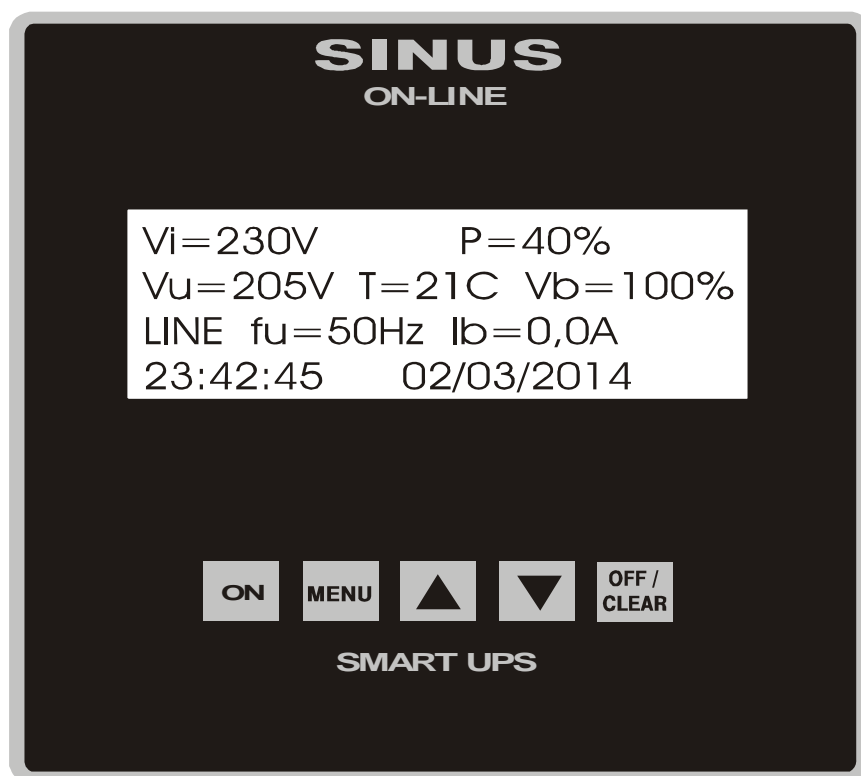 SINUS
ON-LINE
Vi=230V P=40%
Vu=205V T=21C Vb=100%
LINE fu=50Hz Ib=0,0A
23:42:45 02/03/2014
ON MENU ▲ ▼ OFF /
CLEAR
SMART UPS